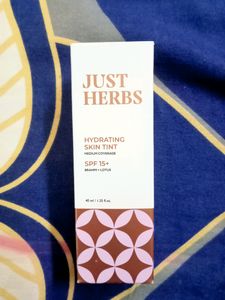 JUST
HERBS
HYDRATING
SKIN TINT
MEDIUM COVERAGE
SPF 15+
BRAHMI + LOTUS
40 ml / 1.35 fl oz.